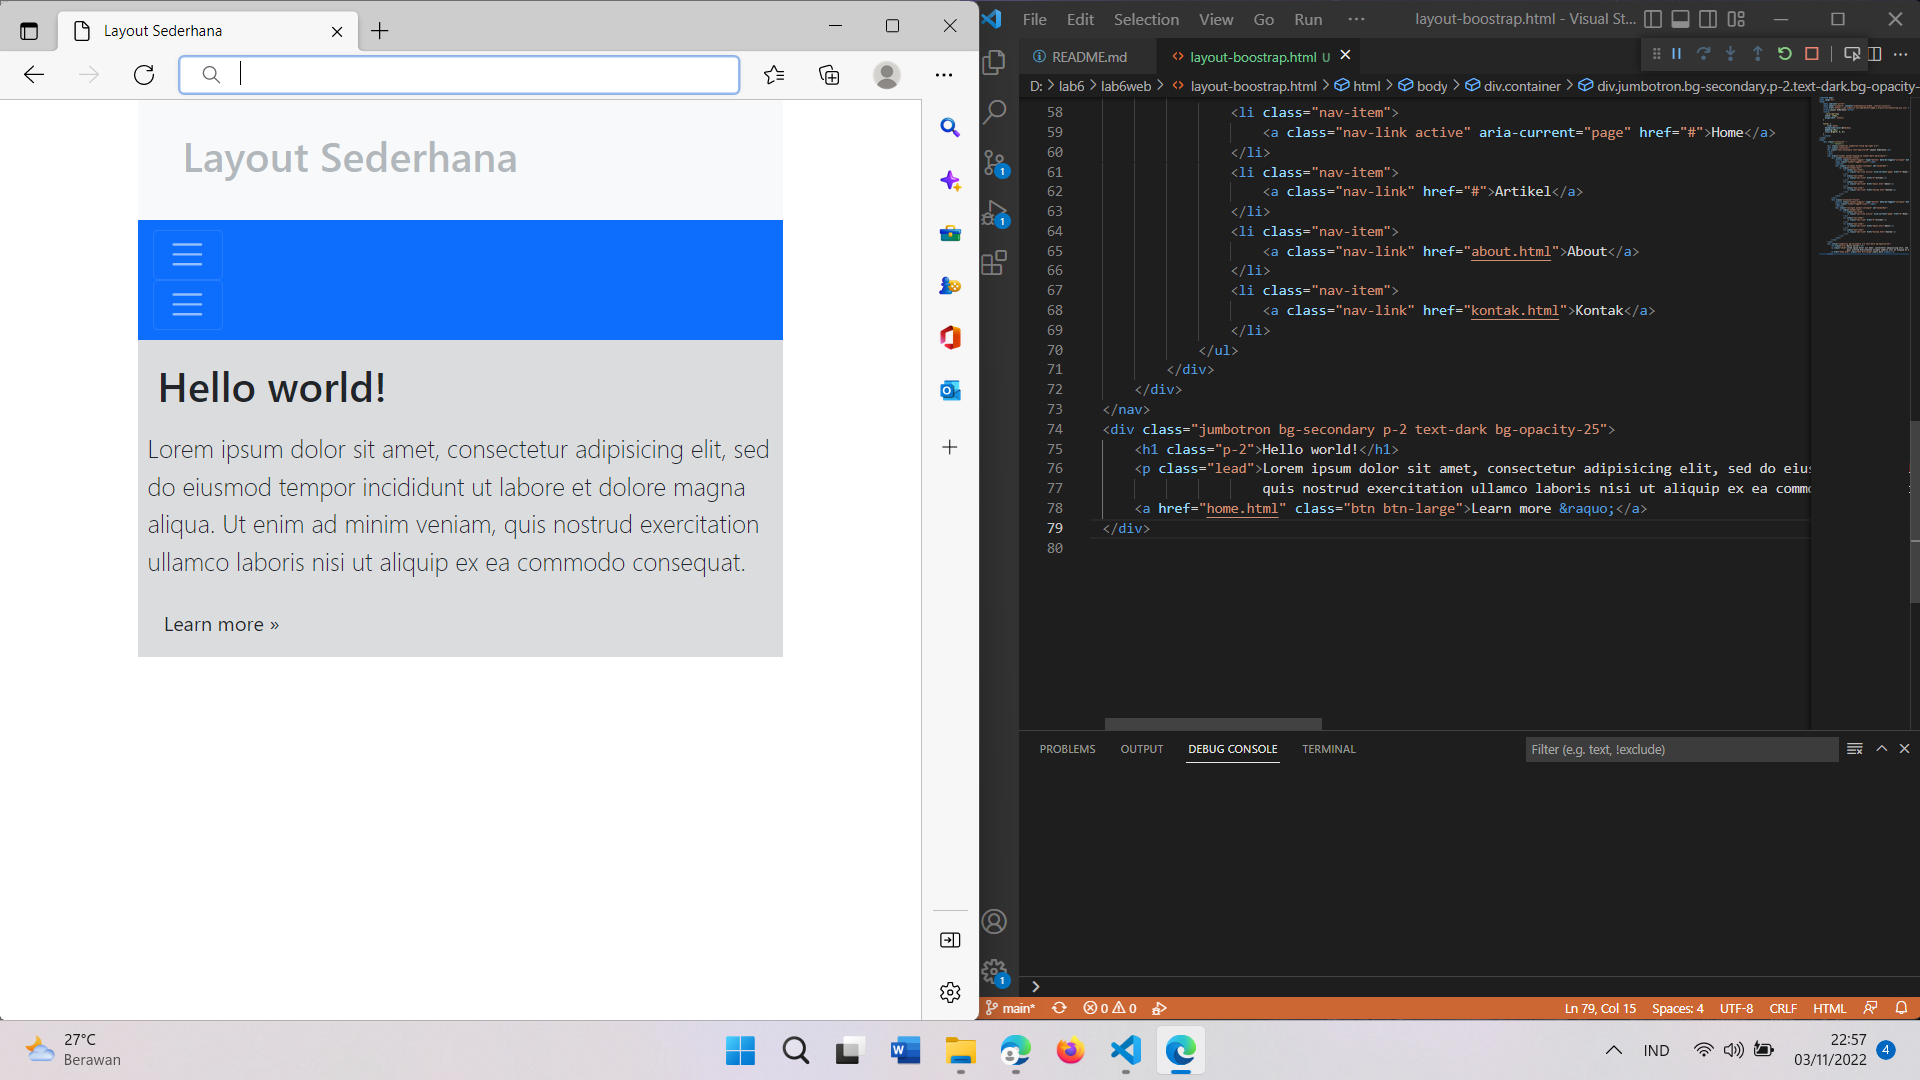 Layout Sederhana
Layout Sederhana
Hello world!
Lorem ipsum dolor sit amet, consectetur adipisicing elit, sed
do eiusmod tempor incididunt ut labore et dolore magna
aliqua. Ut enim ad minim veniam, quis nostrud exercitation
ullamco laboris nisi ut aliquip ex ea commodo consequat.
Learn more »
File Edit Selection View Go Run ··· layout-boostrap.html - Visual St...
README.md layout-boostrap.html U
D: > lab6 > lab6web > layout-boostrap.html > html > body > div.container > div.jumbotron.bg-secondary.p-2.text-dark.bg-opacity-
58 <li class="nav-item">
59 <a class="nav-link active" aria-current="page" href="#">Home</a>
60 </li>
61 <li class="nav-item">
62 <a class="nav-link" href="#">Artikel</a>
63 </li>
64 <li class="nav-item">
65 <a class="nav-link" href="about.html">About</a>
66 </li>
67 <li class="nav-item">
68 <a class="nav-link" href="kontak.html">Kontak</a>
69 </li>
70 </ul>
71 </div>
72 </div>
73 </nav>
74 <div class="jumbotron bg-secondary p-2 text-dark bg-opacity-25">
75 <h1 class="p-2">Hello world!</h1>
76 <p class="lead">Lorem ipsum dolor sit amet, consectetur adipisicing elit, sed do eius
77 quis nostrud exercitation ullamco laboris nisi ut aliquip ex ea commo
78 <a href="home.html" class="btn btn-large">Learn more &raquo;</a>
79 </div>
80
1
1
PROBLEMS OUTPUT DEBUG CONSOLE TERMINAL Filter (e.g. text, !exclude)
1
main* 0 0 Ln 79, Col 15 Spaces: 4 UTF-8 CRLF HTML
27°C
Berawan
IND
22:57
03/11/2022
4